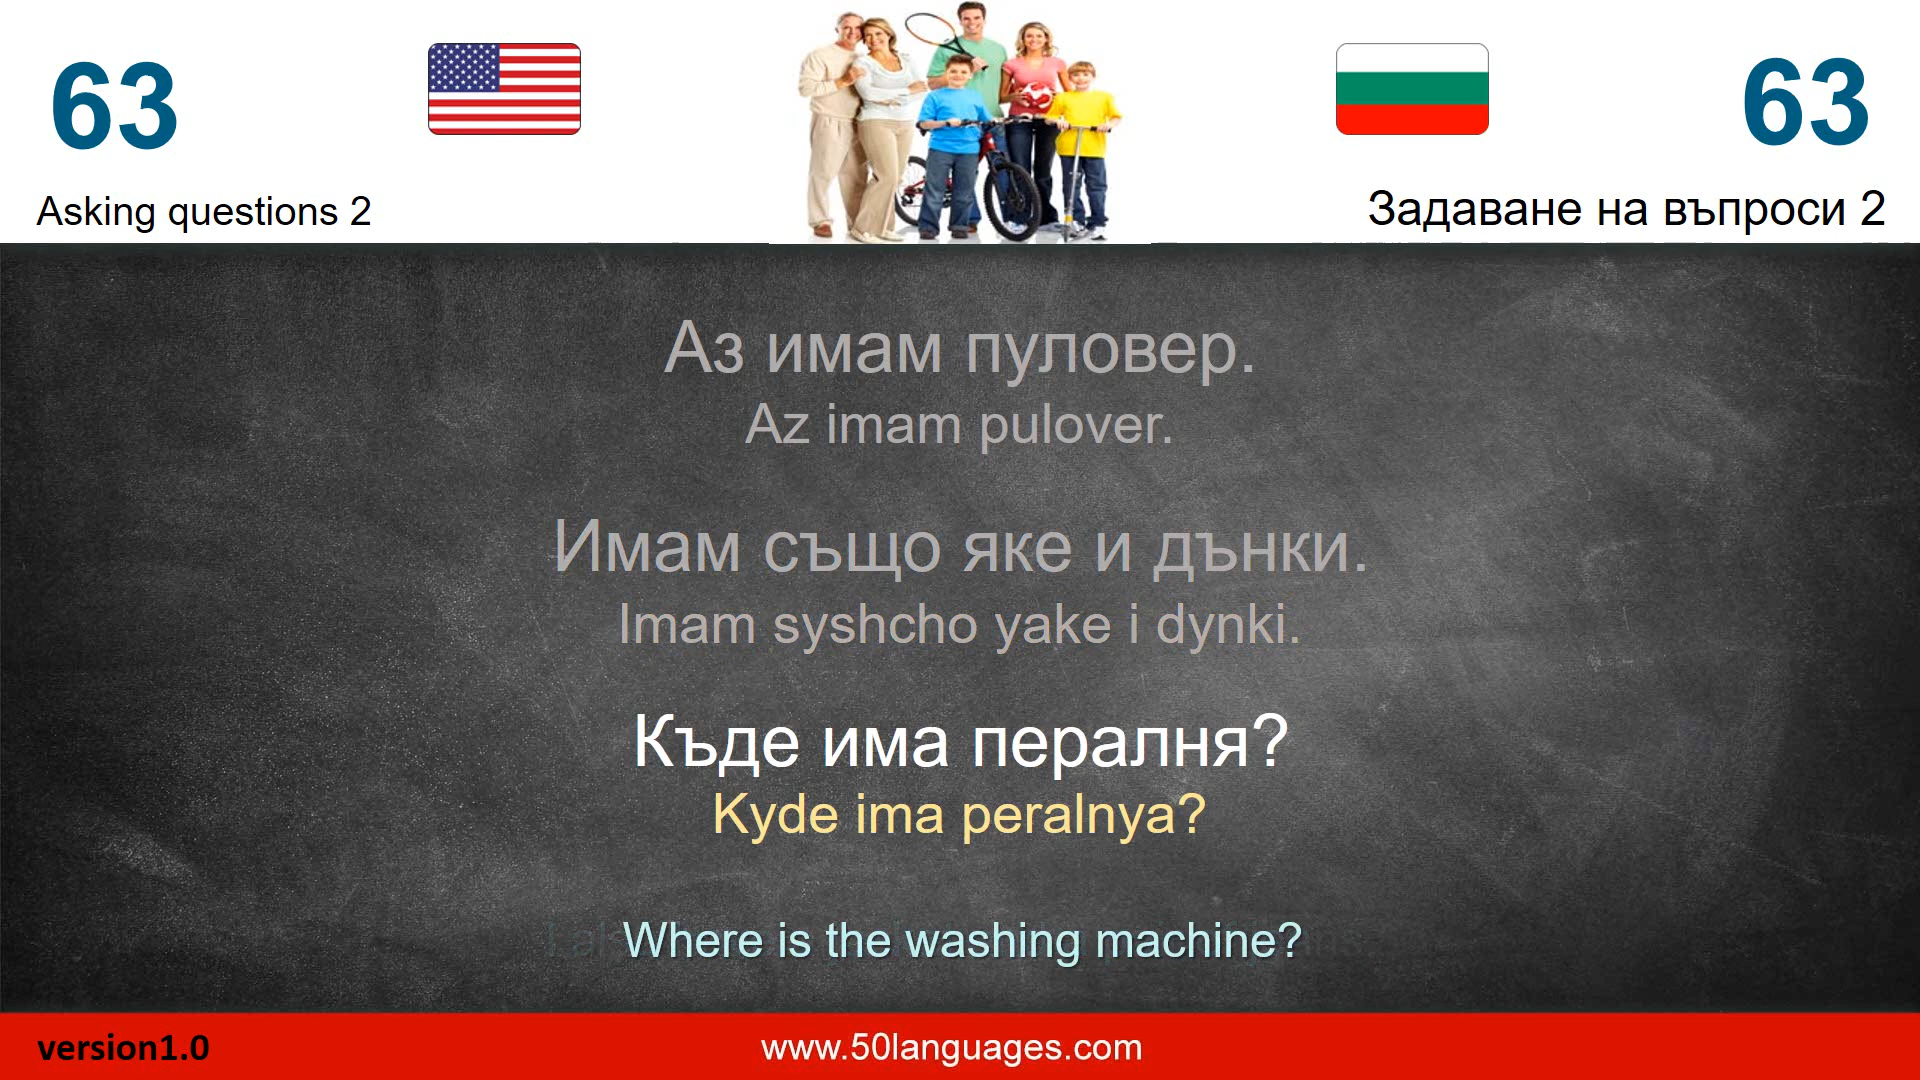 63
63
Asking questions 2
Задаване на въпроси 2
Аз имам пуловер.
Az imam pulover.
Имам също яке и дънки.
Imam syshcho yake i dynki.
Къде има пералня?
Kyde ima peralnya?
Where is the washing machine?
version1.0
www.50languages.com